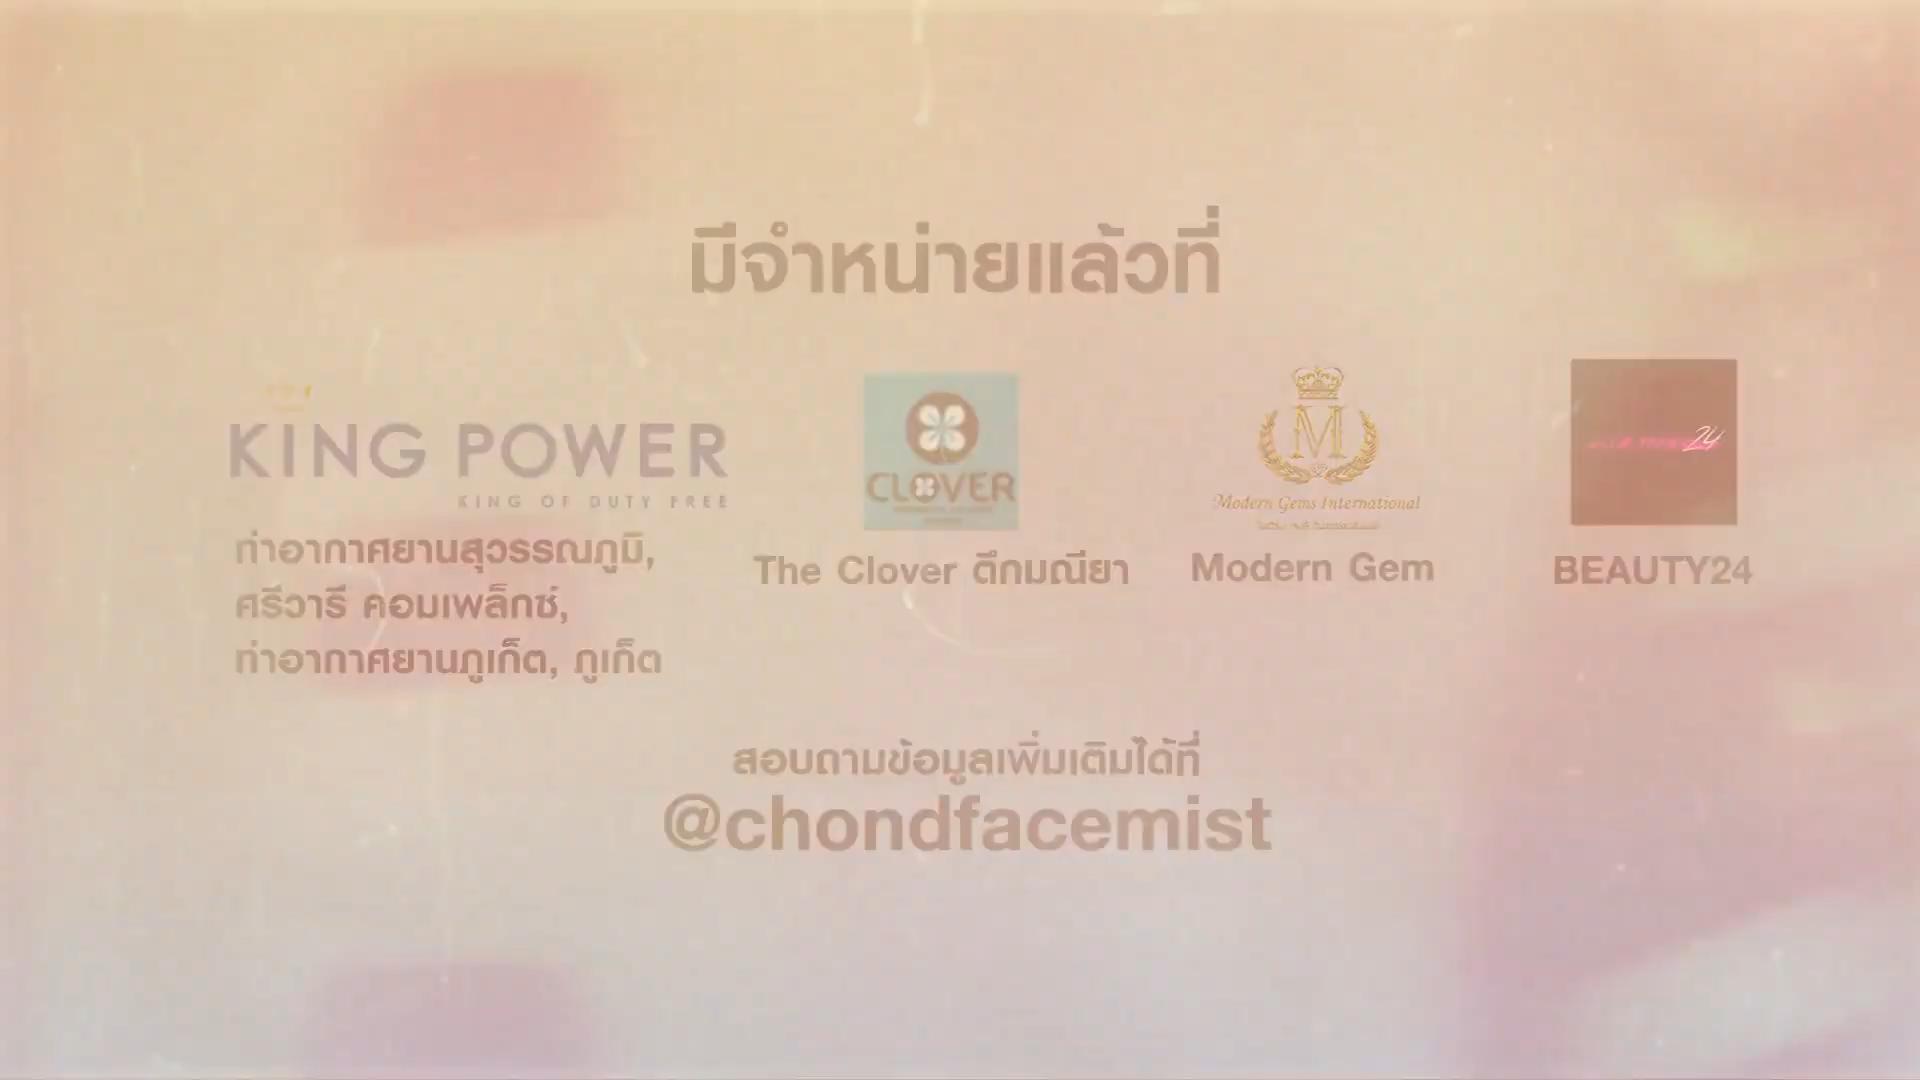 มีจำหน่ายแล้วที่
KING POWER
KING OF DUTY FREE
ท่าอากาศยานสุวรรณภูมิ,
ศรีวารี คอมเพล็กซ์,
ท่าอากาศยานภูเก็ต, ภูเก็ต
CLOVER
The Clover ตึกมณียา
M
Modern Gems International
Modern Gem
24
BEAUTY24
สอบถามข้อมูลเพิ่มเติมได้ที่
@chondfacemist